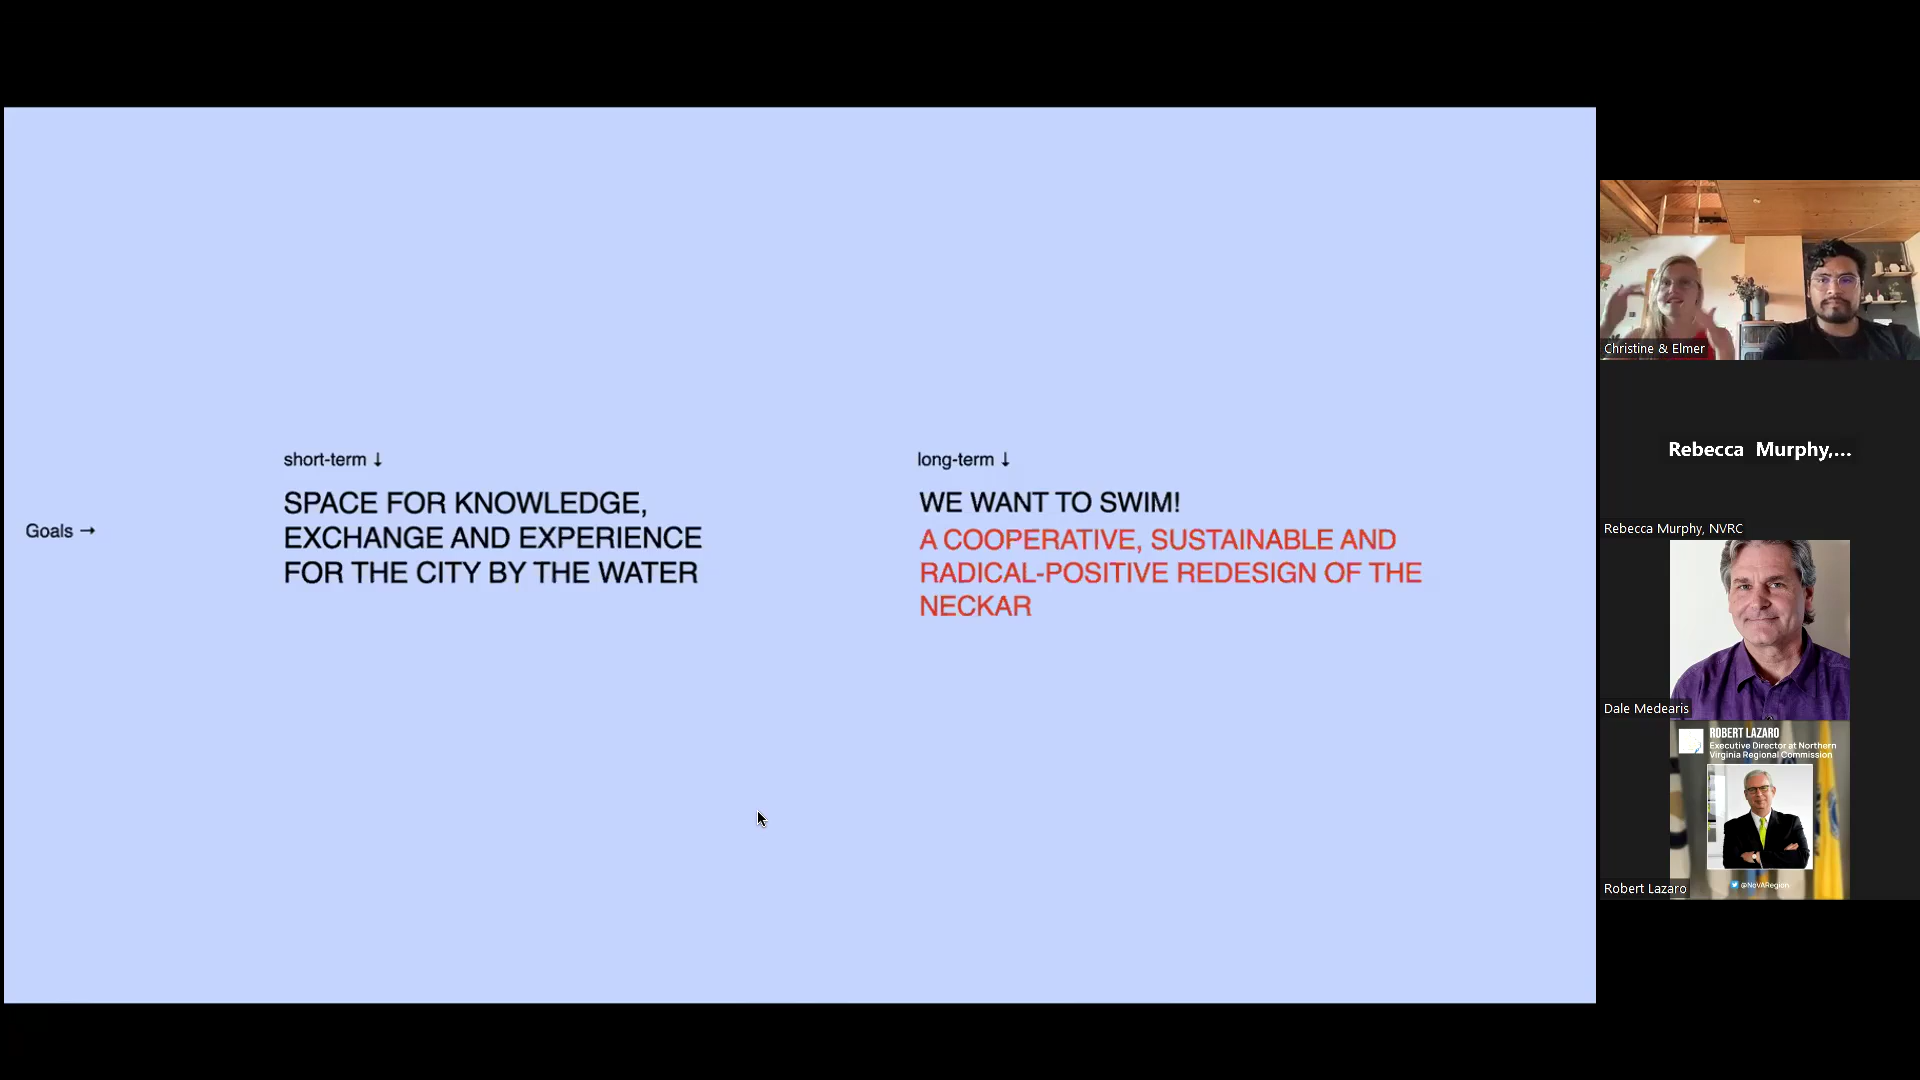 Goals →
short-term ↓
SPACE FOR KNOWLEDGE,
EXCHANGE AND EXPERIENCE
FOR THE CITY BY THE WATER
long-term ↓
WE WANT TO SWIM!
A COOPERATIVE, SUSTAINABLE AND
RADICAL-POSITIVE REDESIGN OF THE
NECKAR
Christine & Elmer
Rebecca Murphy,...
Rebecca Murphy, NVRC
Dale Medearis
ROBERT LAZARO
Executive Director at Northern
Virginia Regional Commission
@NoVARegion
Robert Lazaro